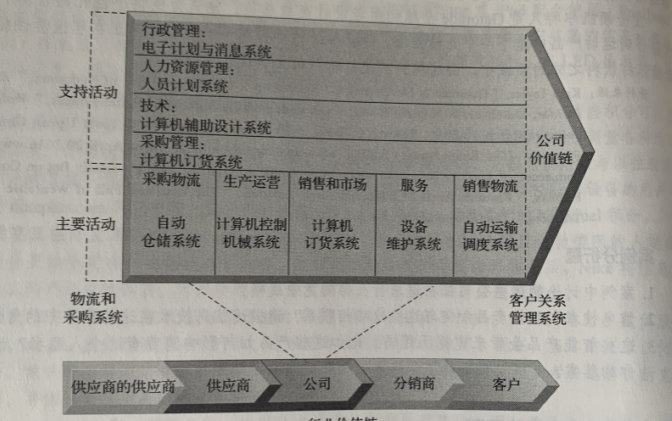 行政管理：
电子计划与消息系统
人力资源管理：
人员计划系统
支持活动
技术：
计算机辅助设计系统
采购管理：
计算机订货系统
公司
价值链
采购物流
生产运营
销售和市场
服务
销售物流
主要活动
自动
仓储系统
计算机控制
机械系统
计算机
订货系统
设备
维护系统
自动运输
调度系统
物流和
采购系统
客户关系
管理系统
供应商的供应商
供应商
公司
分销商
客户